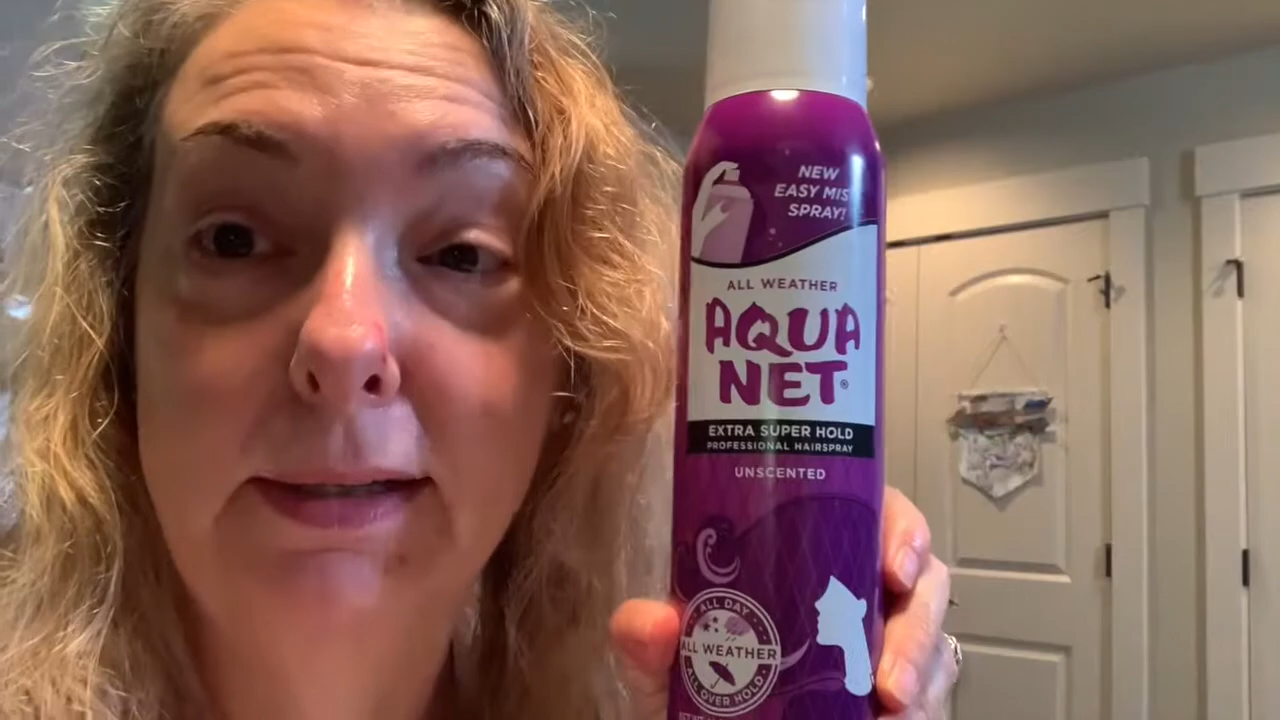 NEW
EASY MIS
SPRAY!
ALL WEATHER
AQUA
NET®
EXTRA SUPER HOLD
PROFESSIONAL HAIRSPRAY
UNSCENTED
ALL DAY
ALL WEATHER
ALL OVER HOLD